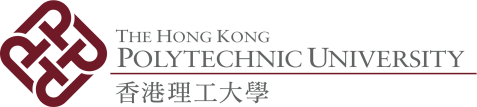 THE HONG KONG
POLYTECHNIC UNIVERSITY
香港理工大學